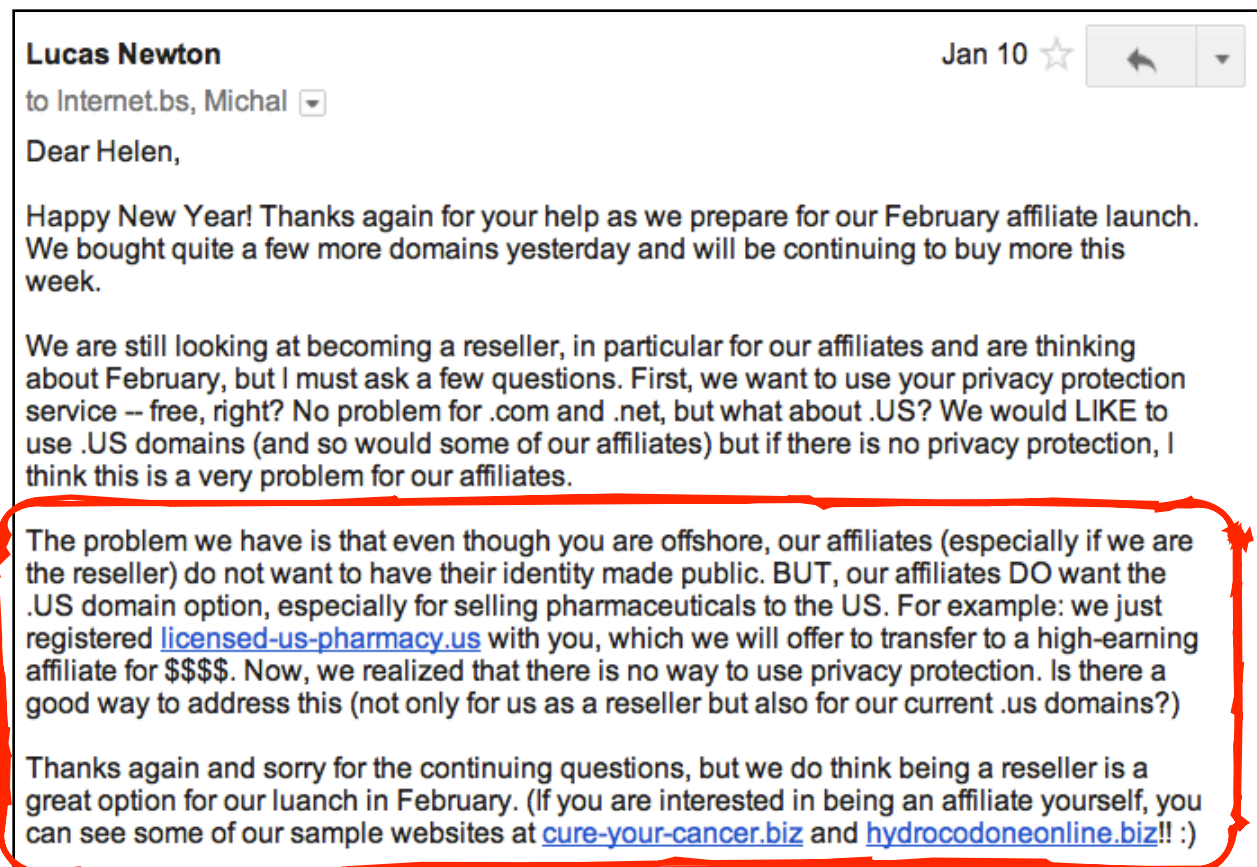 Lucas Newton Jan 10
to Internet.bs, Michal
Dear Helen,
Happy New Year! Thanks again for your help as we prepare for our February affiliate launch.
We bought quite a few more domains yesterday and will be continuing to buy more this
week.
We are still looking at becoming a reseller, in particular for our affiliates and are thinking
about February, but I must ask a few questions. First, we want to use your privacy protection
service -- free, right? No problem for .com and .net, but what about .US? We would LIKE to
use .US domains (and so would some of our affiliates) but if there is no privacy protection, I
think this is a very problem for our affiliates.
The problem we have is that even though you are offshore, our affiliates (especially if we are
the reseller) do not want to have their identity made public. BUT, our affiliates DO want the
.US domain option, especially for selling pharmaceuticals to the US. For example: we just
registered licensed-us-pharmacy.us with you, which we will offer to transfer to a high-earning
affiliate for $$$$. Now, we realized that there is no way to use privacy protection. Is there a
good way to address this (not only for us as a reseller but also for our current .us domains?)
Thanks again and sorry for the continuing questions, but we do think being a reseller is a
great option for our luanch in February. (If you are interested in being an affiliate yourself, you
can see some of our sample websites at cure-your-cancer.biz and hydrocodoneonline.biz!! :)